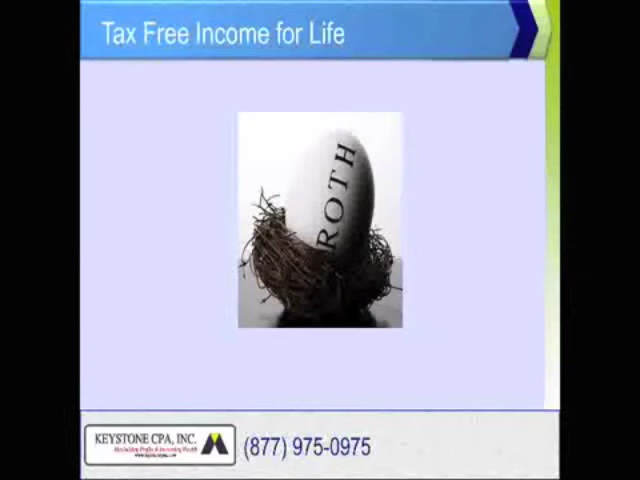 Tax Free Income for Life
ROTH
KEYSTONE CPA, INC.
(877) 975-0975